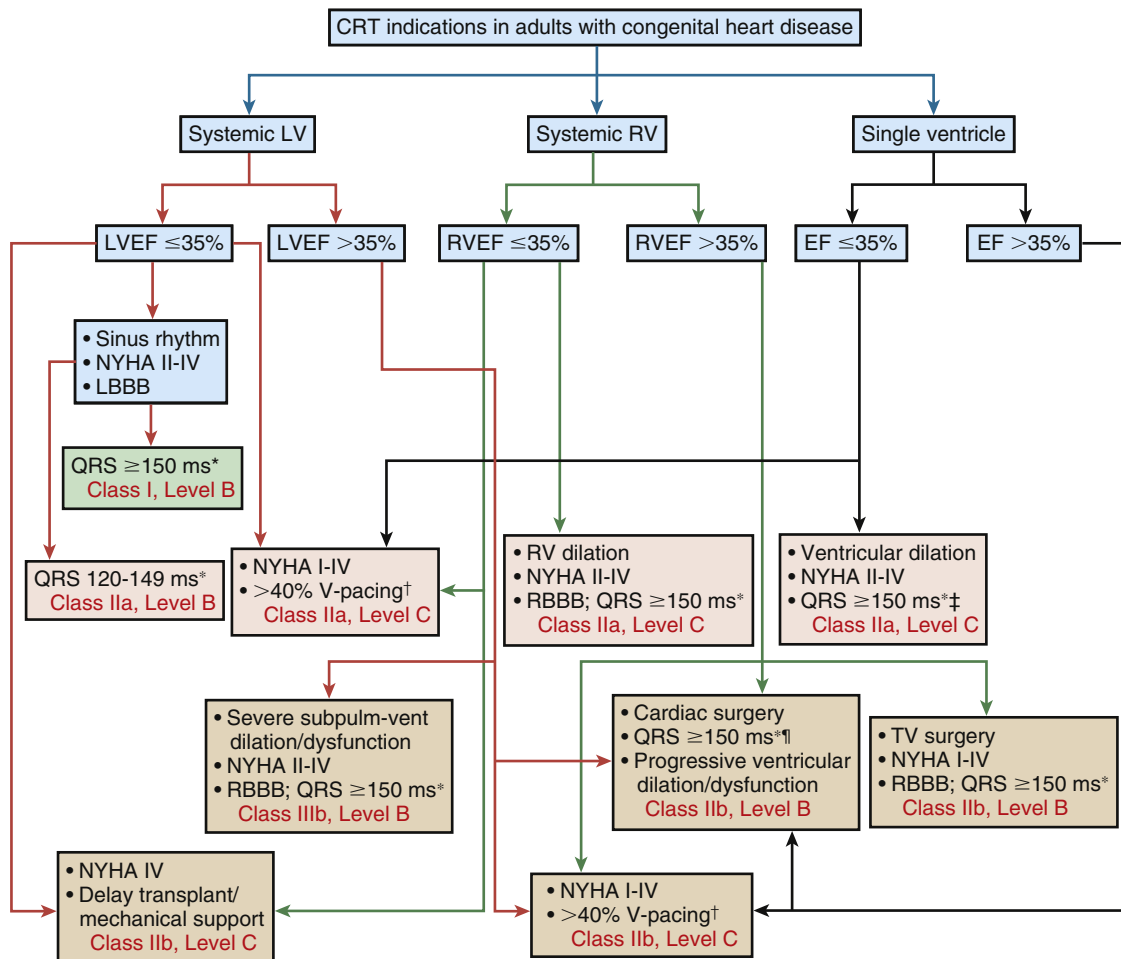 CRT indications in adults with congenital heart disease
Systemic LV
Systemic RV
Single ventricle
LVEF ≤35%
LVEF >35%
RVEF ≤35%
RVEF >35%
EF ≤35%
EF >35%
• Sinus rhythm
• NYHA II-IV
• LBBB
QRS ≥150 ms*
Class I, Level B
QRS 120-149 ms*
Class IIa, Level B
• NYHA I-IV
• >40% V-pacing†
Class IIa, Level C
• RV dilation
• NYHA II-IV
• RBBB; QRS ≥150 ms*
Class IIa, Level C
• Ventricular dilation
• NYHA II-IV
• QRS ≥150 ms*‡
Class IIa, Level C
• Severe subpulm-vent
dilation/dysfunction
• NYHA II-IV
• RBBB; QRS ≥150 ms*
Class IIIb, Level B
• Cardiac surgery
• QRS ≥150 ms*¶
• Progressive ventricular
dilation/dysfunction
Class IIb, Level B
• TV surgery
• NYHA I-IV
• RBBB; QRS ≥150 ms*
Class IIb, Level B
• NYHA IV
• Delay transplant/
mechanical support
Class IIb, Level C
• NYHA I-IV
• >40% V-pacing†
Class IIb, Level C